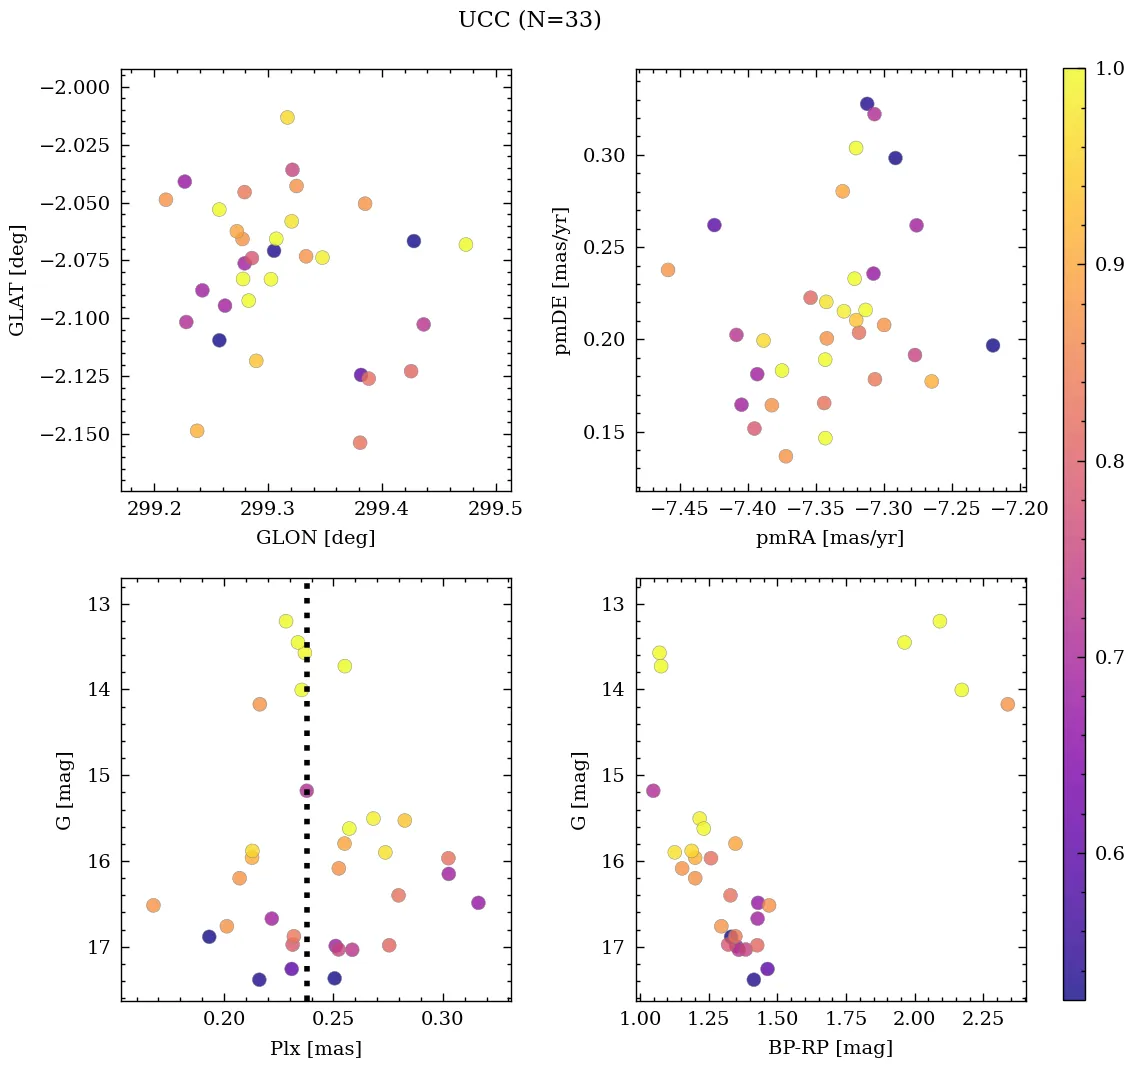 UCC (N=33)
−2.000
−2.025
−2.050
−2.075
−2.100
−2.125
−2.150
GLAT [deg]
299.2 299.3 299.4 299.5
GLON [deg]
0.30
0.25
0.20
0.15
pmDE [mas/yr]
−7.45 −7.40 −7.35 −7.30 −7.25 −7.20
pmRA [mas/yr]
13
14
15
16
17
G [mag]
0.20 0.25 0.30
Plx [mas]
13
14
15
16
17
G [mag]
1.00 1.25 1.50 1.75 2.00 2.25
BP-RP [mag]
1.0
0.9
0.8
0.7
0.6